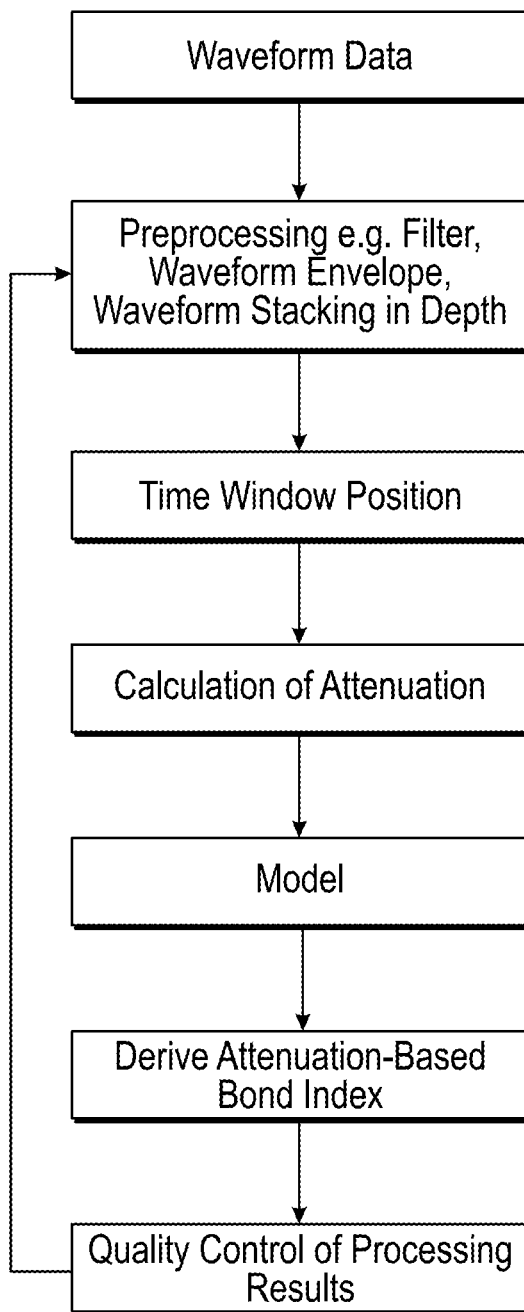 Waveform Data
Preprocessing e.g. Filter,
Waveform Envelope,
Waveform Stacking in Depth
Time Window Position
Calculation of Attenuation
Model
Derive Attenuation-Based
Bond Index
Quality Control of Processing
Results